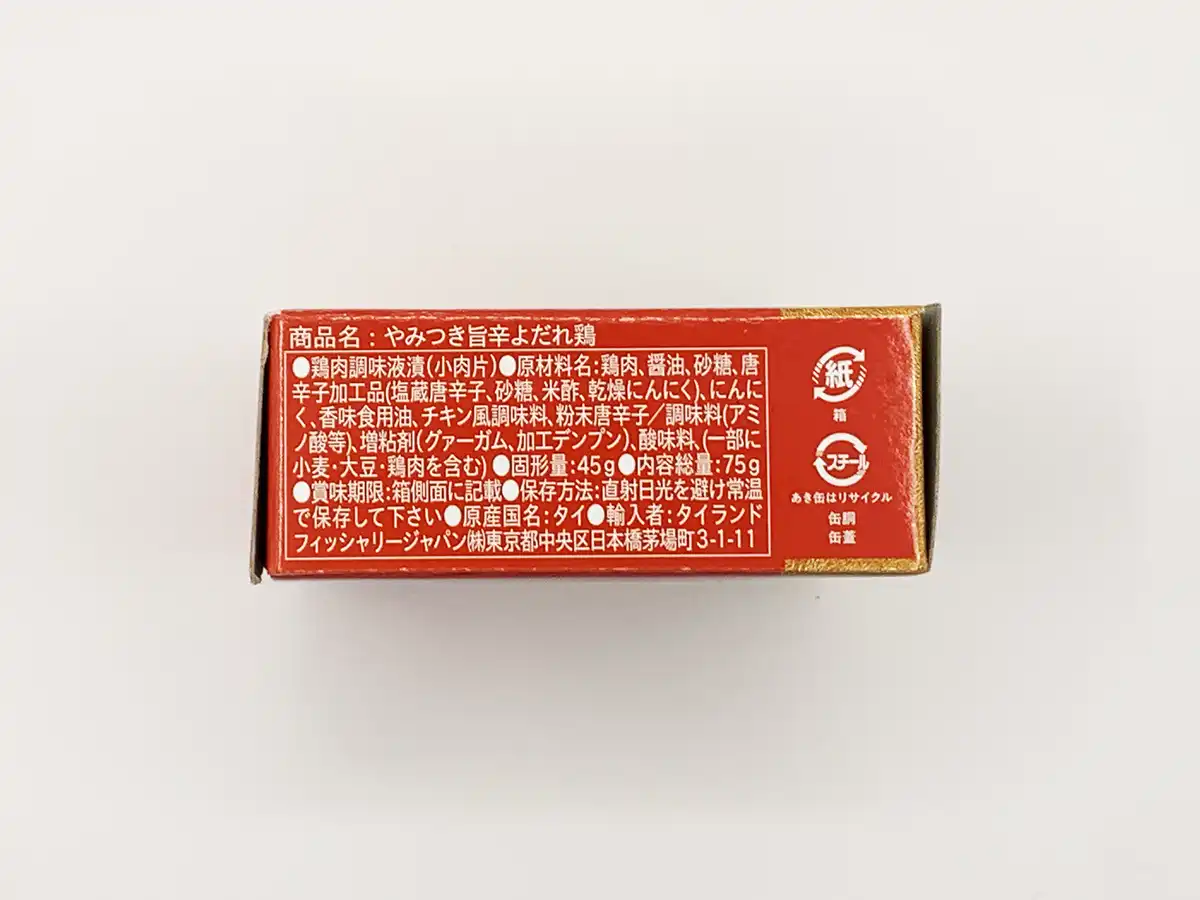 商品名：やみつき旨辛よだれ鶏
●鶏肉調味液漬(小肉片)●原材料名：鶏肉、醤油、砂糖、唐
辛子加工品(塩蔵唐辛子、砂糖、米酢、乾燥にんにく)、にんに
く、香味食用油、チキン風調味料、粉末唐辛子／調味料(アミ
ノ酸等)、増粘剤(グァーガム、加工デンプン)、酸味料、(一部に
小麦・大豆・鶏肉を含む) ●固形量：45g●内容総量：75g
●賞味期限：箱側面に記載●保存方法：直射日光を避け常温
で保存して下さい●原産国名：タイ●輸入者：タイランド
フィッシャリージャパン㈱東京都中央区日本橋茅場町3-1-11
紙
箱
スチール
あき缶はリサイクル
缶胴
缶蓋